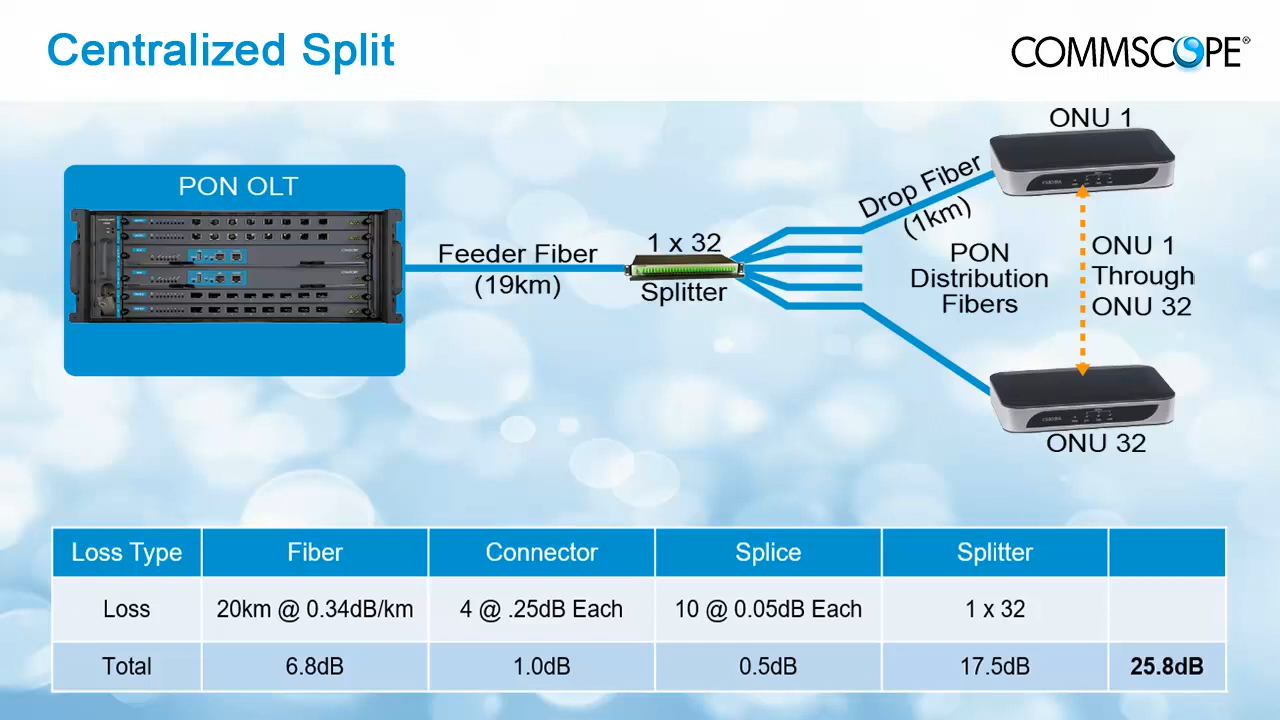 Centralized Split
COMMSCOPE®
PON OLT
Feeder Fiber
(19km)
1 x 32
Splitter
Drop Fiber
(1km)
PON
Distribution
Fibers
ONU 1
ONU 1
Through
ONU 32
ONU 32
Loss Type Fiber Connector Splice Splitter
Loss 20km @ 0.34dB/km 4 @ .25dB Each 10 @ 0.05dB Each 1 x 32
Total 6.8dB 1.0dB 0.5dB 17.5dB 25.8dB